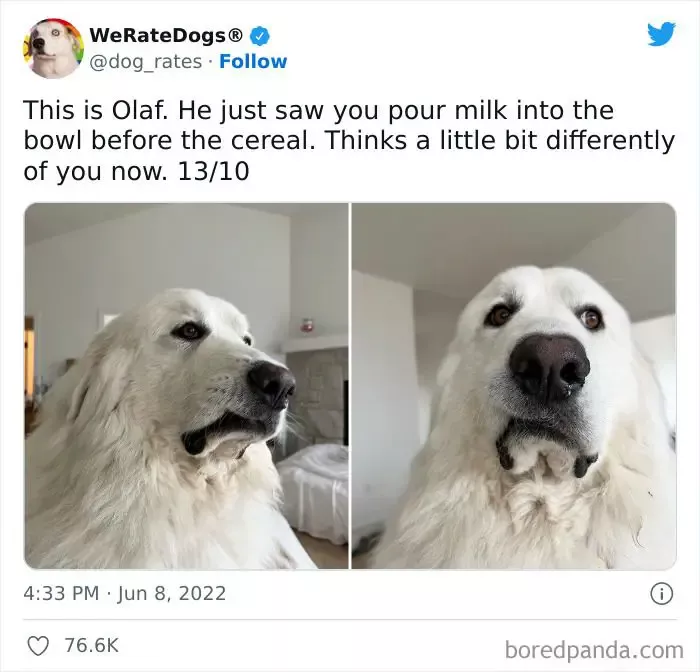 WeRateDogs®
@dog_rates · Follow
This is Olaf. He just saw you pour milk into the
bowl before the cereal. Thinks a little bit differently
of you now. 13/10
4:33 PM · Jun 8, 2022
76.6K
boredpanda.com